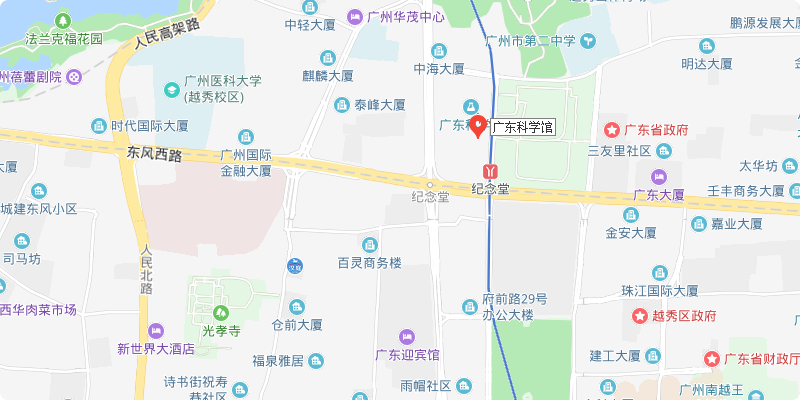 中轻大厦
广州华茂中心
法兰克福花园
人民高架路
广州市第二中学
鹏源发展大厦
麒麟大厦
中海大厦
明达大厦
州蓓蕾剧院
广州医科大学
(越秀校区)
泰峰大厦
广东科
广东科学馆
广东省政府
时代国际大厦
东风西路
广州国际
金融大厦
三友里社区
太华坊
纪念堂
纪念堂
广东大厦
壬丰商务大厦
城建东风小区
金安大厦
嘉业大厦
司马坊
人民北路
百灵商务楼
珠江国际大厦
西华肉菜市场
光孝寺
仓前大厦
府前路29号
办公大楼
越秀区政府
新世界大酒店
福泉雅居
广东迎宾馆
建工大厦
广东省财政厅
诗书街祝寿
巷社区
雨帽社区
广州南越王